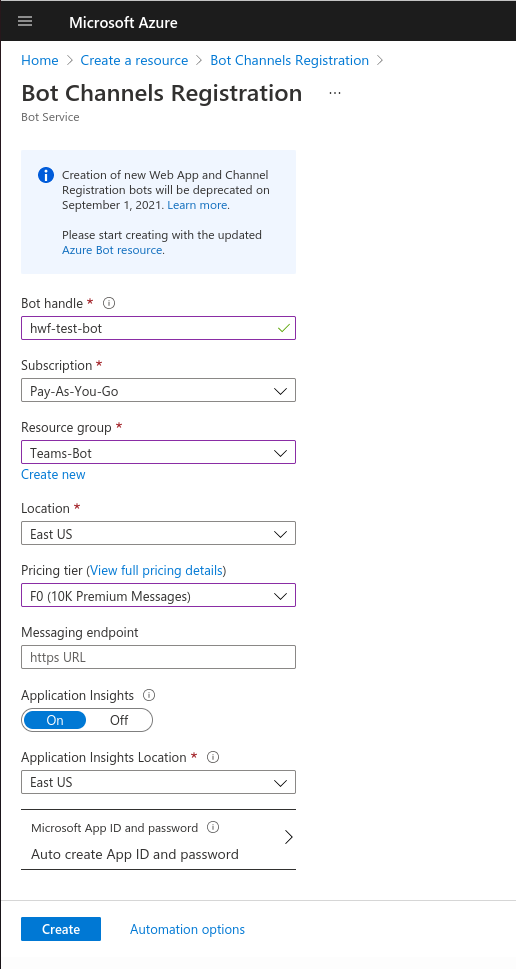 Microsoft Azure
Home > Create a resource > Bot Channels Registration >
Bot Channels Registration ...
Bot Service
Creation of new Web App and Channel
Registration bots will be deprecated on
September 1, 2021. Learn more.
Please start creating with the updated
Azure Bot resource.
Bot handle *
hwf-test-bot
Subscription *
Pay-As-You-Go
Resource group *
Teams-Bot
Create new
Location *
East US
Pricing tier (View full pricing details)
F0 (10K Premium Messages)
Messaging endpoint
https URL
Application Insights
On Off
Application Insights Location *
East US
Microsoft App ID and password
Auto create App ID and password
Create Automation options